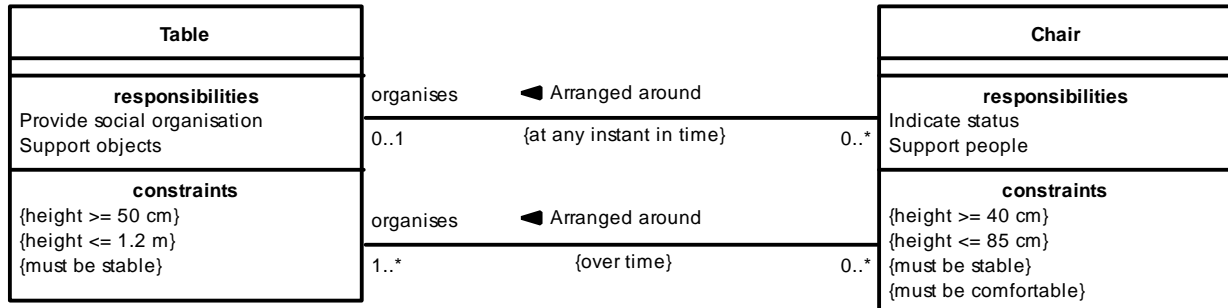 Table
responsibilities
Provide social organisation
Support objects
constraints
{height >= 50 cm}
{height <= 1.2 m}
{must be stable}
organises ◄ Arranged around
0..1 {at any instant in time} 0..*
organises ◄ Arranged around
1..* {over time} 0..*
Chair
responsibilities
Indicate status
Support people
constraints
{height >= 40 cm}
{height <= 85 cm}
{must be stable}
{must be comfortable}